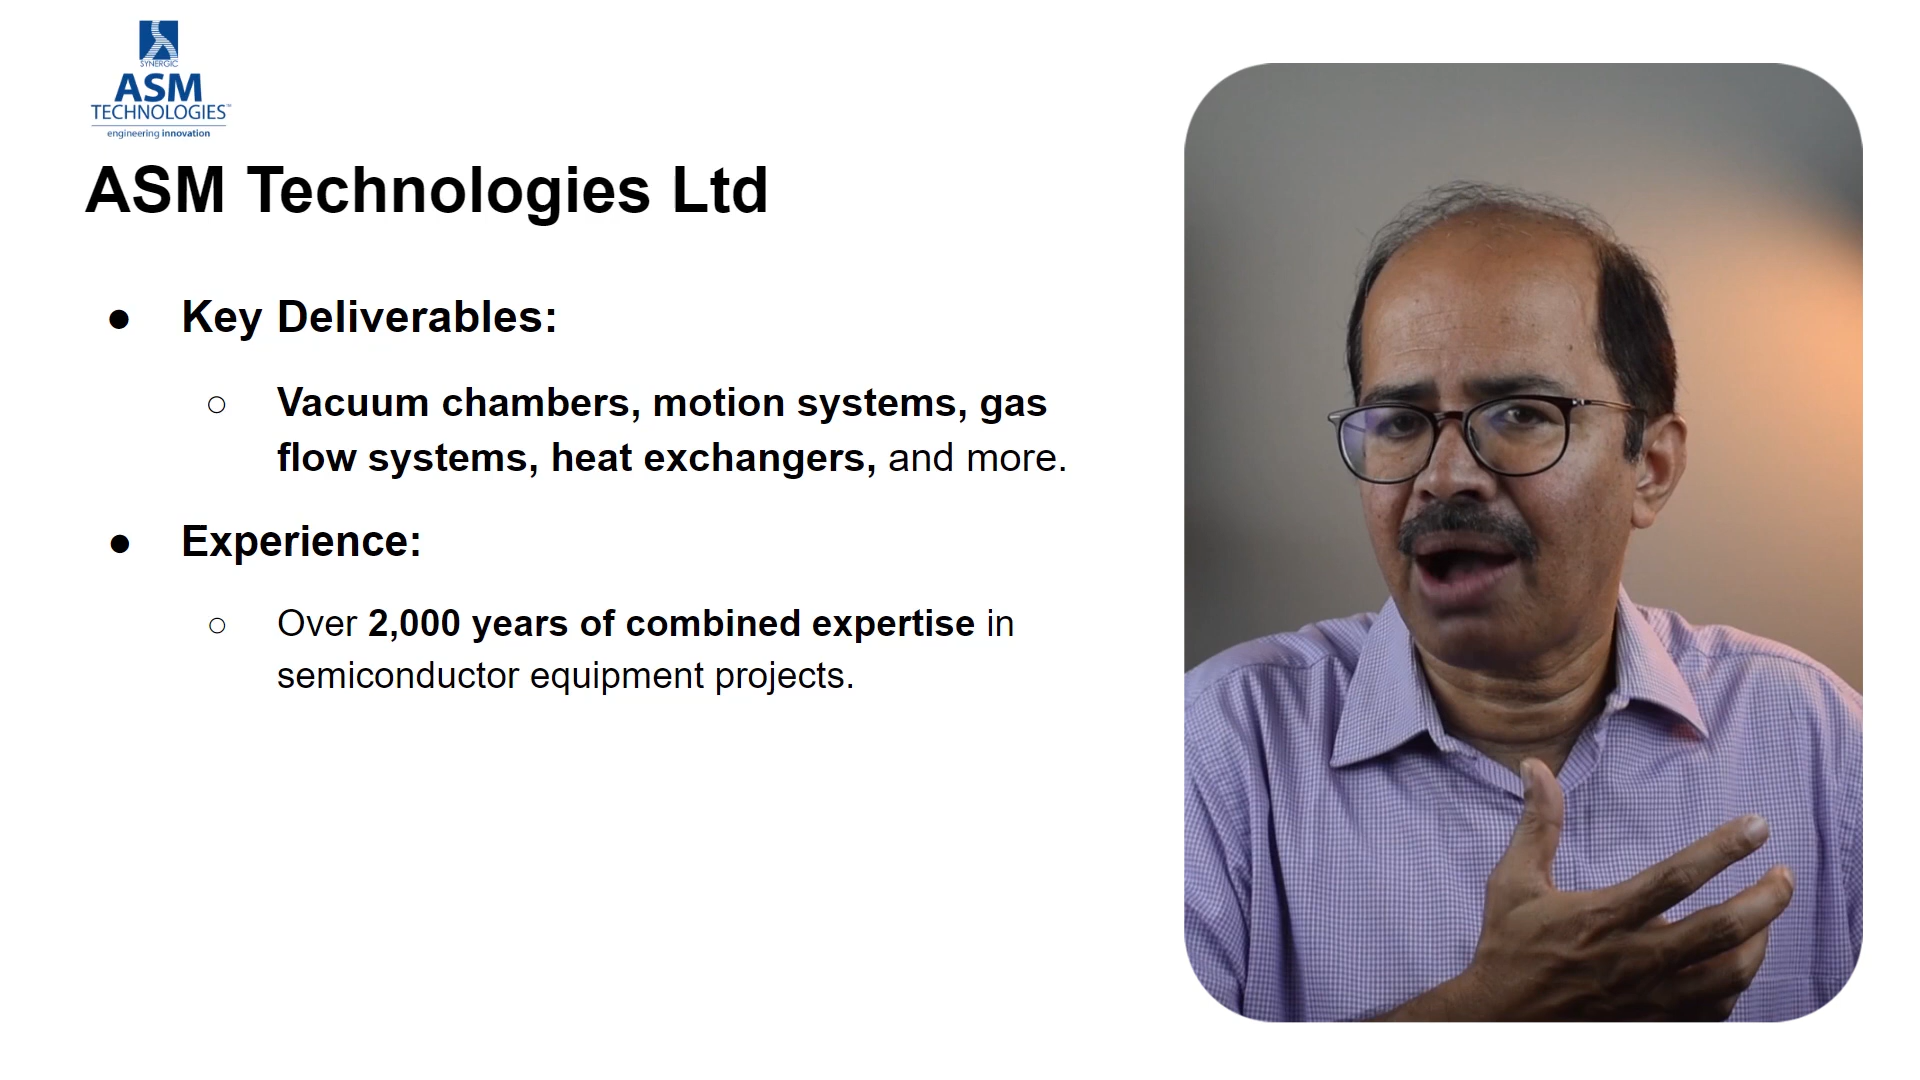 SYNERGIC
ASM
TECHNOLOGIES™
engineering innovation
ASM Technologies Ltd
● Key Deliverables:
○ Vacuum chambers, motion systems, gas
flow systems, heat exchangers, and more.
● Experience:
○ Over 2,000 years of combined expertise in
semiconductor equipment projects.